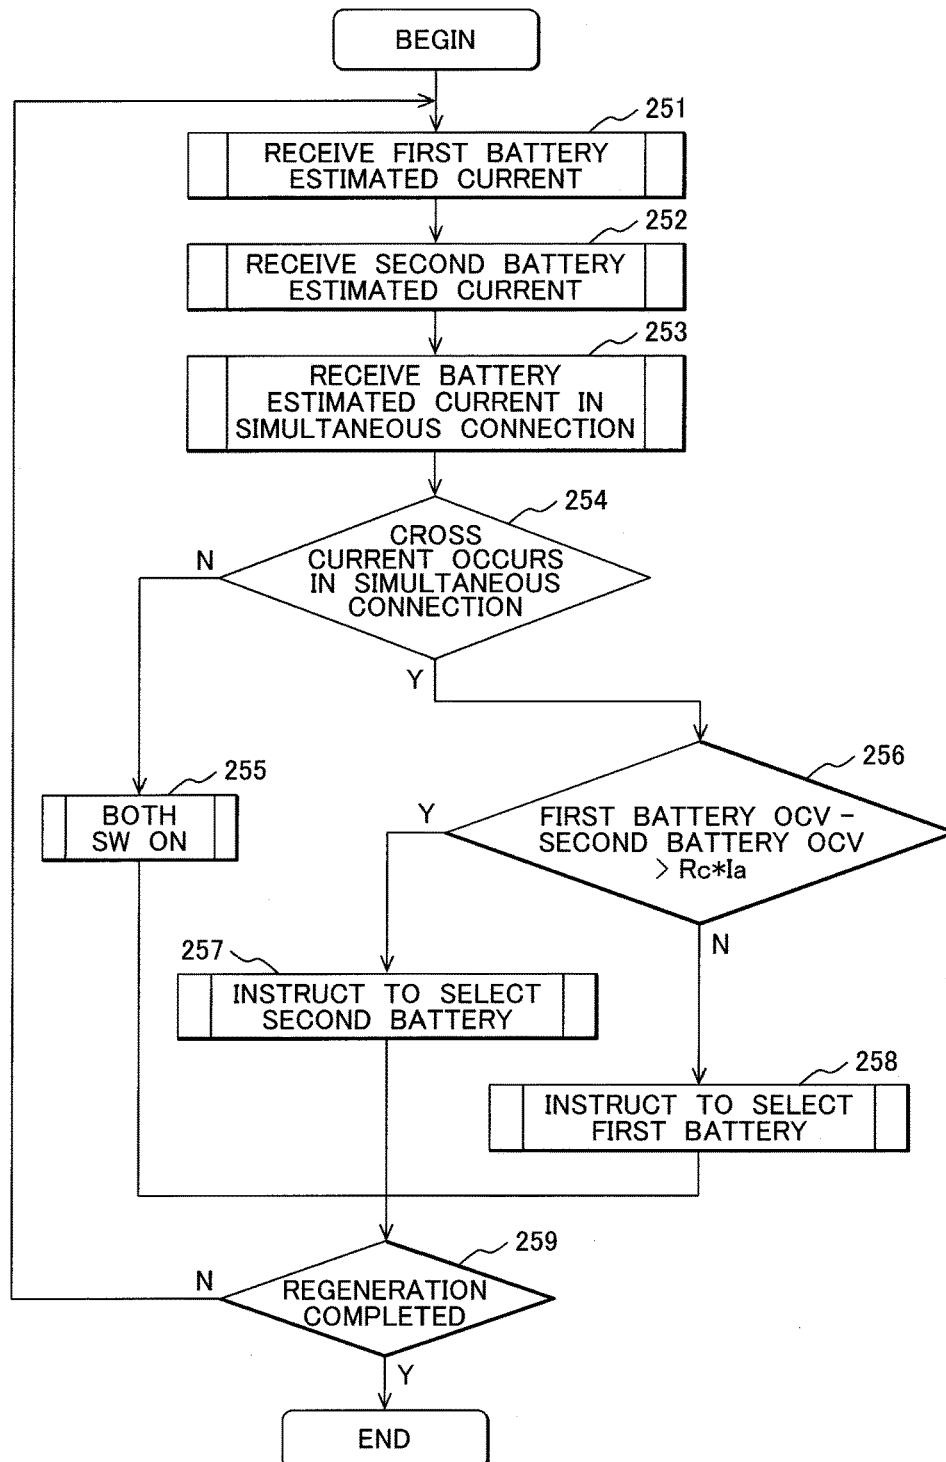 BEGIN
251
RECEIVE FIRST BATTERY
ESTIMATED CURRENT
252
RECEIVE SECOND BATTERY
ESTIMATED CURRENT
253
RECEIVE BATTERY
ESTIMATED CURRENT IN
SIMULTANEOUS CONNECTION
254
CROSS
CURRENT OCCURS
IN SIMULTANEOUS
CONNECTION
N
Y
255
BOTH
SW ON
256
FIRST BATTERY OCV -
SECOND BATTERY OCV
> Rc*Ia
Y
N
257
INSTRUCT TO SELECT
SECOND BATTERY
258
INSTRUCT TO SELECT
FIRST BATTERY
259
REGENERATION
COMPLETED
N
Y
END